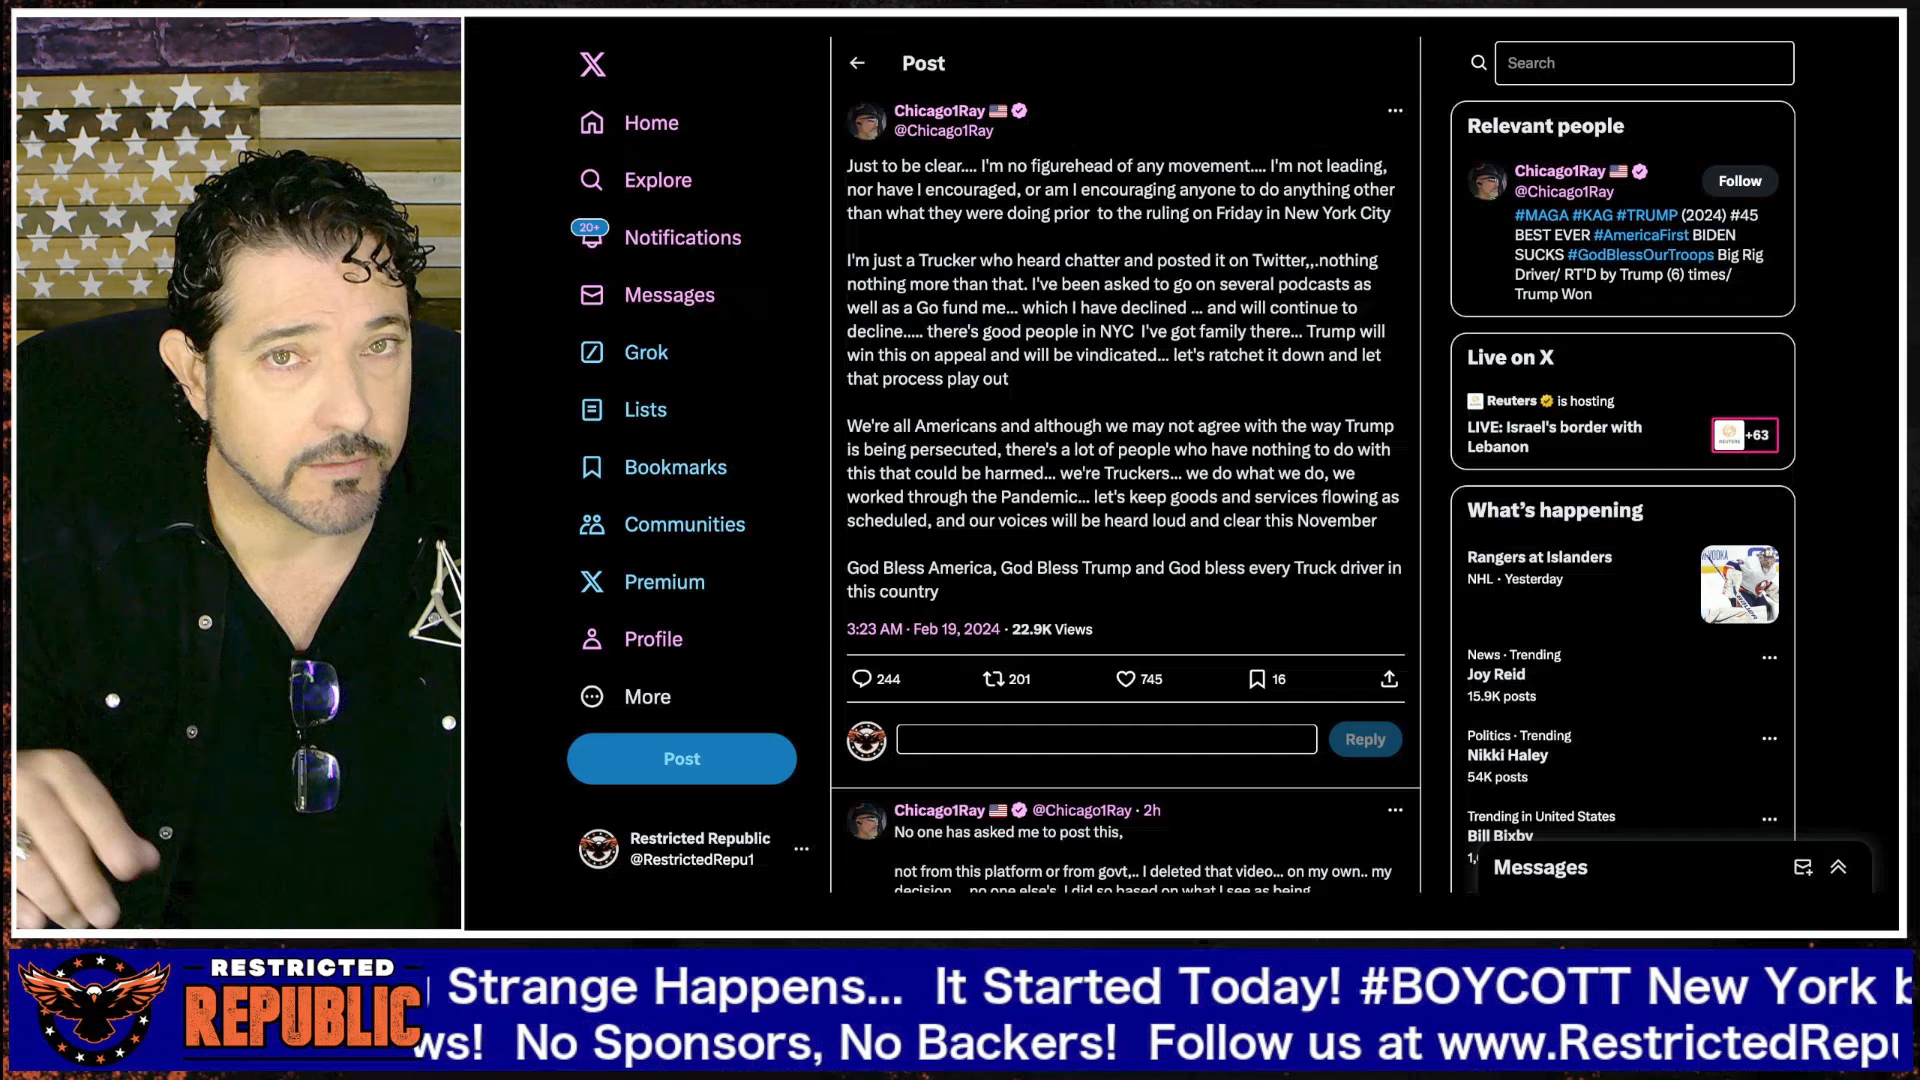 X
Home
Explore
20+
Notifications
Messages
Grok
Lists
Bookmarks
Communities
Premium
Profile
More
Post
Restricted Republic
@RestrictedRepu1
Post
Chicago1Ray
@Chicago1Ray
Just to be clear.... I'm no figurehead of any movement.... I'm not leading,
nor have I encouraged, or am I encouraging anyone to do anything other
than what they were doing prior to the ruling on Friday in New York City
I'm just a Trucker who heard chatter and posted it on Twitter,,.nothing
nothing more than that. I've been asked to go on several podcasts as
well as a Go fund me... which I have declined ... and will continue to
decline..... there's good people in NYC I've got family there... Trump will
win this on appeal and will be vindicated... let's ratchet it down and let
that process play out
We're all Americans and although we may not agree with the way Trump
is being persecuted, there's a lot of people who have nothing to do with
this that could be harmed... we're Truckers... we do what we do, we
worked through the Pandemic... let's keep goods and services flowing as
scheduled, and our voices will be heard loud and clear this November
God Bless America, God Bless Trump and God bless every Truck driver in
this country
3:23 AM · Feb 19, 2024 · 22.9K Views
244 201 745 16
Reply
Chicago1Ray @Chicago1Ray · 2h
No one has asked me to post this,
not from this platform or from govt,.. I deleted that video... on my own.. my
decision... no one else's. I did so based on what I see as being
Search
Relevant people
Chicago1Ray
@Chicago1Ray
Follow
#MAGA #KAG #TRUMP (2024) #45
BEST EVER #AmericaFirst BIDEN
SUCKS #GodBlessOurTroops Big Rig
Driver/ RT'D by Trump (6) times/
Trump Won
Live on X
Reuters is hosting
LIVE: Israel's border with
Lebanon
+63
What's happening
Rangers at Islanders
NHL · Yesterday
News · Trending
Joy Reid
15.9K posts
Politics · Trending
Nikki Haley
54K posts
Trending in United States
Bill Bixby
Messages
RESTRICTED
REPUBLIC
Strange Happens... It Started Today! #BOYCOTT New York b
ws! No Sponsors, No Backers! Follow us at www.RestrictedRepu